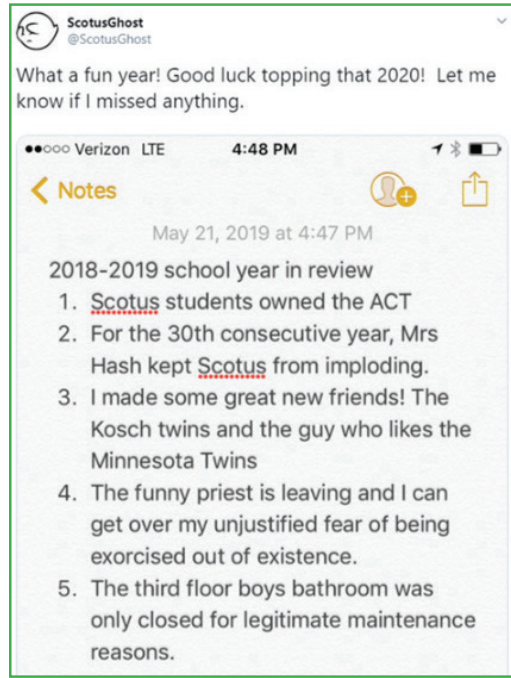 ScotusGhost
@ScotusGhost
What a fun year! Good luck topping that 2020! Let me
know if I missed anything.
Verizon LTE 4:48 PM
Notes
May 21, 2019 at 4:47 PM
2018-2019 school year in review
1. Scotus students owned the ACT
2. For the 30th consecutive year, Mrs
Hash kept Scotus from imploding.
3. I made some great new friends! The
Kosch twins and the guy who likes the
Minnesota Twins
4. The funny priest is leaving and I can
get over my unjustified fear of being
exorcised out of existence.
5. The third floor boys bathroom was
only closed for legitimate maintenance
reasons.